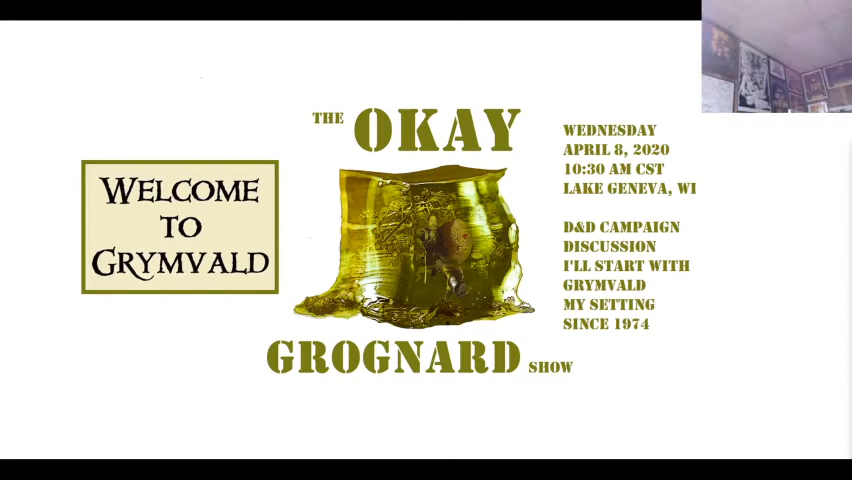 WELCOME
TO
GRYMVALD
THE OKAY
GROGNARD SHOW
WEDNESDAY
APRIL 8, 2020
10:30 AM CST
LAKE GENEVA, WI
D&D CAMPAIGN
DISCUSSION
I'LL START WITH
GRYMVALD
MY SETTING
SINCE 1974